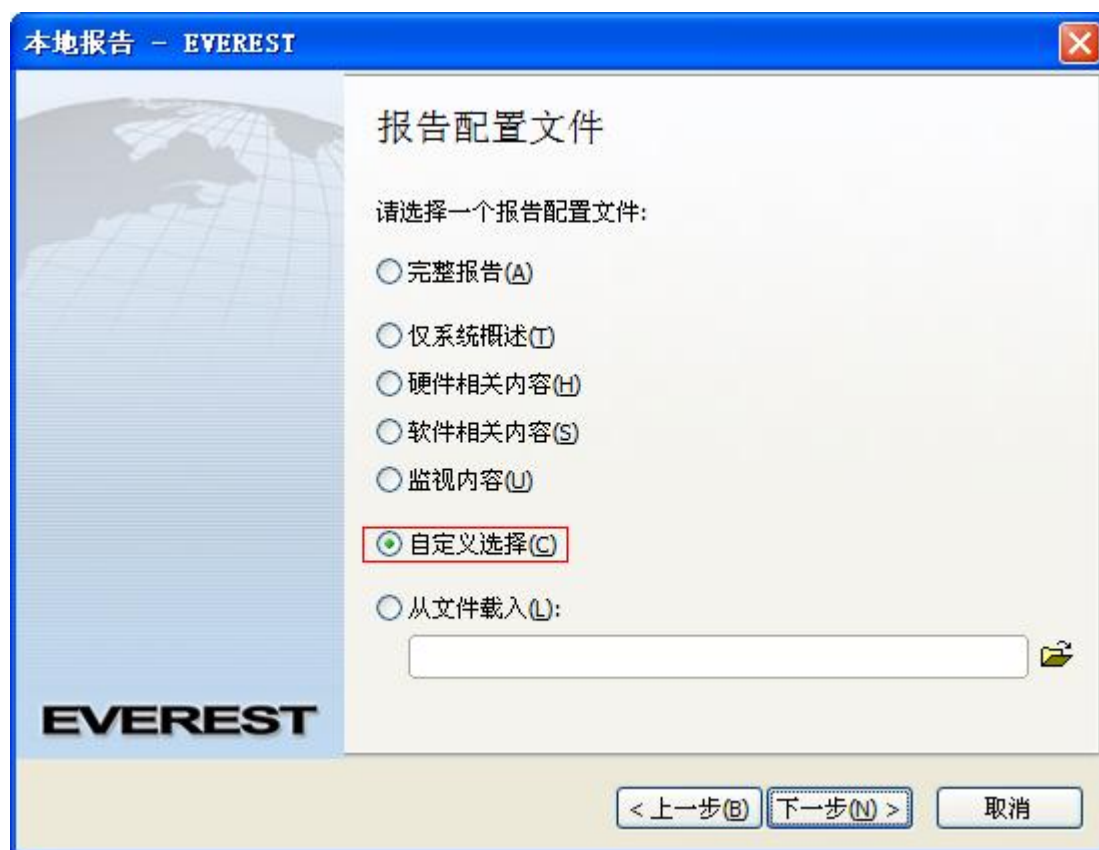 本地报告 - EVEREST
报告配置文件
请选择一个报告配置文件:
完整报告(A)
仅系统概述(T)
硬件相关内容(H)
软件相关内容(S)
监视内容(U)
自定义选择(C)
从文件载入(L):
EVEREST
< 上一步(B) 下一步(N) > 取消